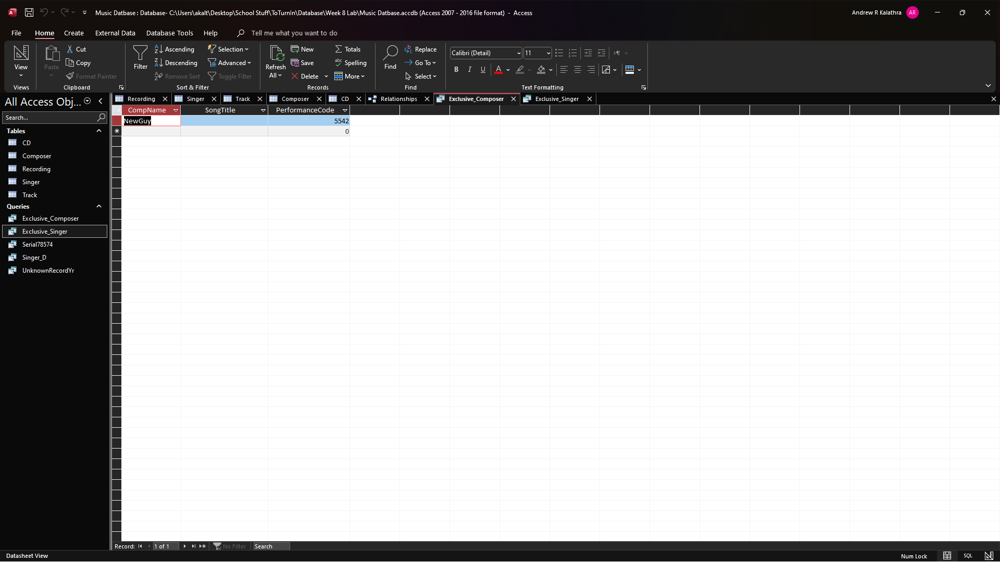 Music Datbase : Database- C:\Users\akalt\Desktop\School Stuff\ToTurnIn\Database\Week 8 Lab\Music Datbase.accdb (Access 2007 - 2016 file format) - Access
Andrew R Kalathra AR
File Home Create External Data Database Tools Help Tell me what you want to do
View
Views
Paste
Cut
Copy
Format Painter
Clipboard
Filter
Ascending
Descending
Remove Sort
Selection
Advanced
Toggle Filter
Sort & Filter
Refresh
All
New
Save
Delete
Totals
Spelling
More
Records
Find
Replace
Go To
Select
Find
Calibri (Detail) 11
B I U A
Text Formatting
All Access Obj...
Search...
Tables
CD
Composer
Recording
Singer
Track
Queries
Exclusive_Composer
Exclusive_Singer
Serial78574
Singer_D
UnknownRecordYr
Recording Singer Track Composer CD Relationships Exclusive_Composer Exclusive_Singer
CompName SongTitle PerformanceCode
NewGuy 5542
0
Record: 1 of 1 No Filter Search
Datasheet View
Num Lock SQL